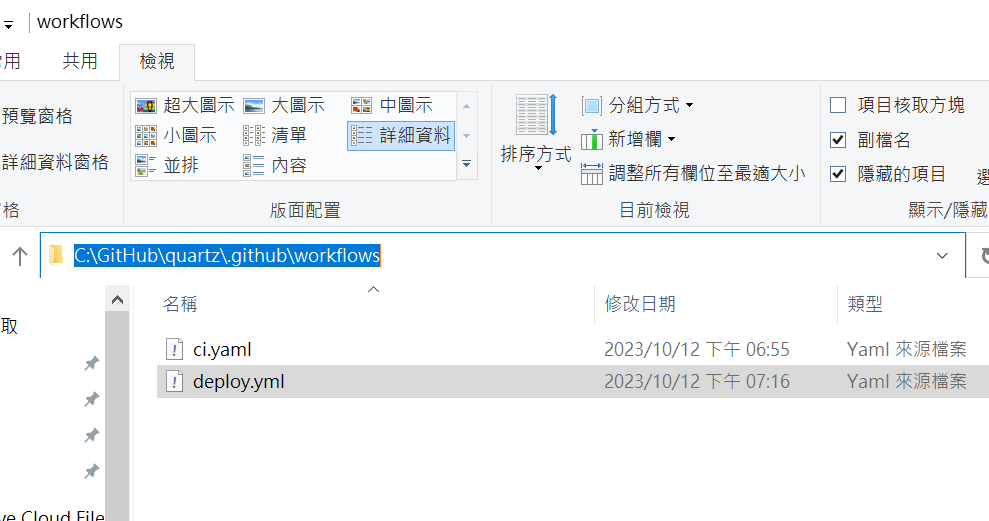 workflows
常用 共用 檢視
預覽窗格
詳細資料窗格
超大圖示 大圖示 中圖示
小圖示 清單 詳細資料
並排 內容
版面配置
排序方式
分組方式
新增欄
調整所有欄位至最適大小
目前檢視
項目核取方塊
副檔名
隱藏的項目
顯示/隱藏
C:\GitHub\quartz\.github\workflows
名稱 修改日期 類型
取
ci.yaml 2023/10/12 下午 06:55 Yaml 來源檔案
deploy.yml 2023/10/12 下午 07:16 Yaml 來源檔案
ve Cloud File